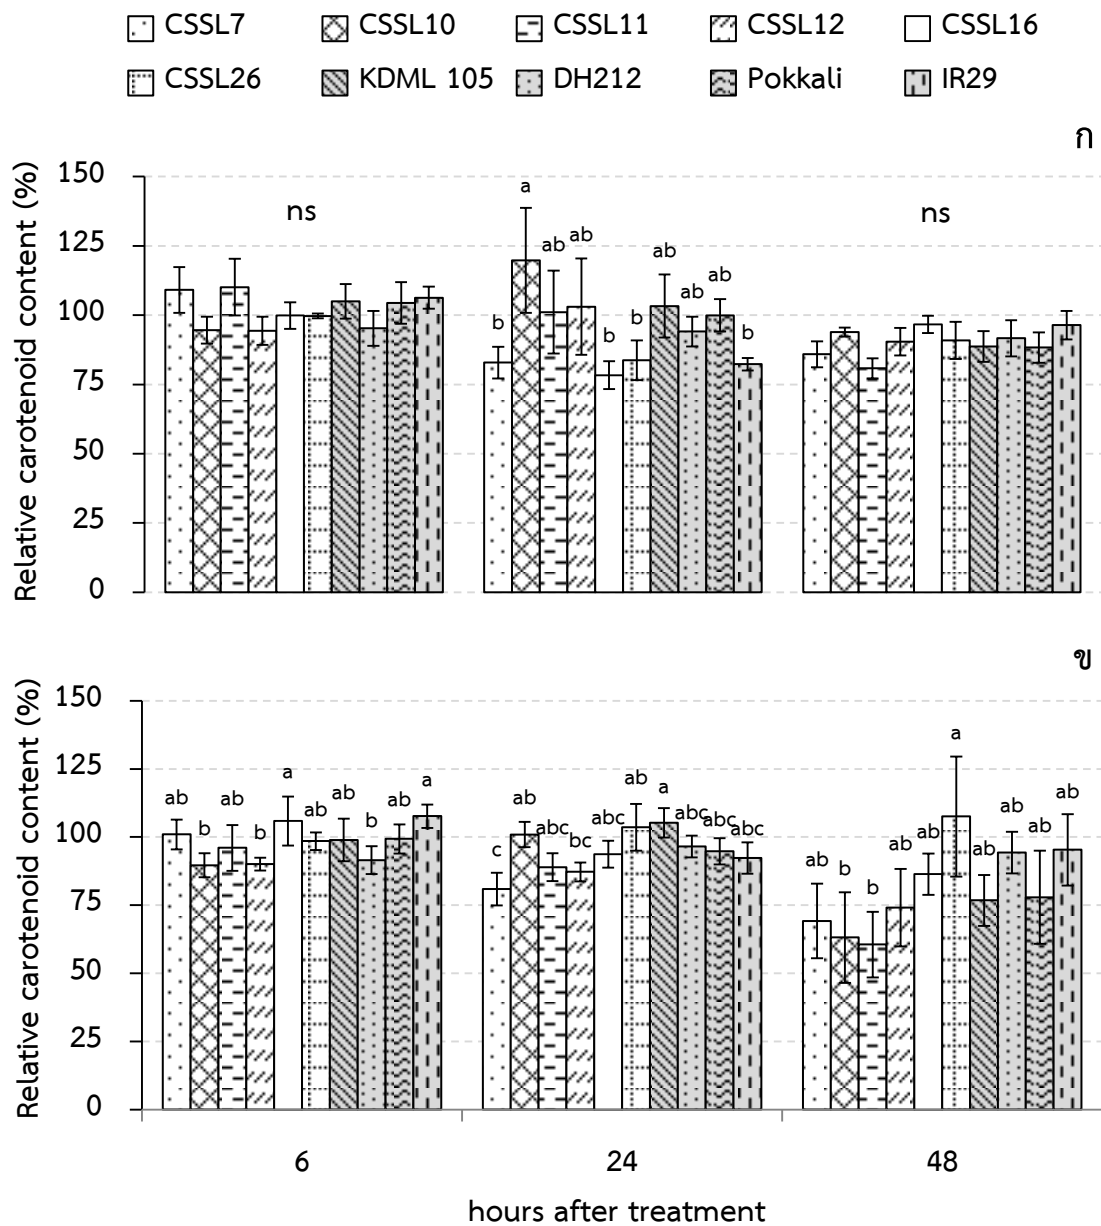 CSSL7 CSSL10 CSSL11 CSSL12 CSSL16
CSSL26 KDML 105 DH212 Pokkali IR29
ก
Relative carotenoid content (%)
150
125
100
75
50
25
0
ns
b a ab ab b b ab ab ab b
ns
ข
Relative carotenoid content (%)
150
125
100
75
50
25
0
ab b ab b a ab ab b ab a
c ab abc bc abc ab a abc abc abc
ab b b ab ab a ab ab ab ab
6 24 48
hours after treatment